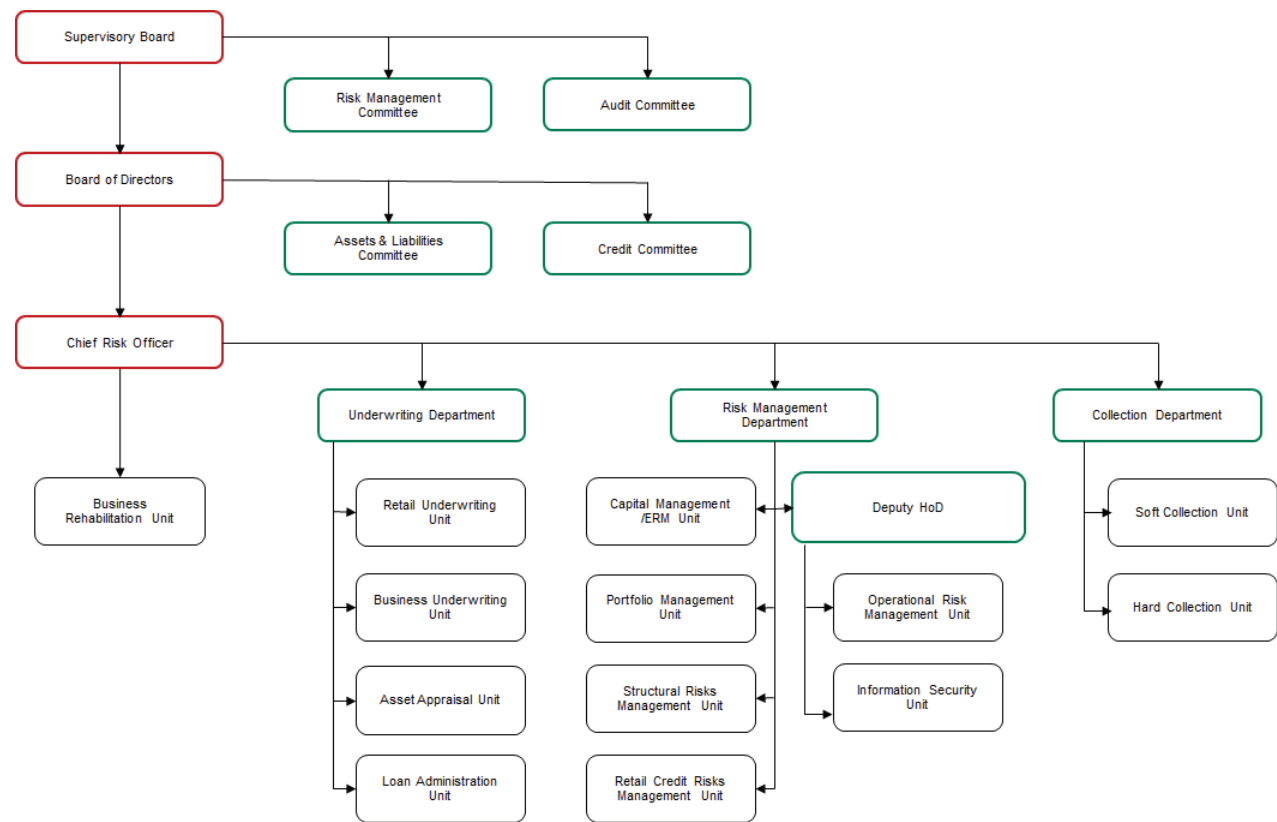 Supervisory Board
Risk Management
Committee
Audit Committee
Board of Directors
Assets & Liabilities
Committee
Credit Committee
Chief Risk Officer
Underwriting Department
Risk Management
Department
Collection Department
Business
Rehabilitation Unit
Retail Underwriting
Unit
Capital Management
/ERM Unit
Deputy HoD
Soft Collection Unit
Business Underwriting
Unit
Portfolio Management
Unit
Operational Risk
Management Unit
Hard Collection Unit
Asset Appraisal Unit
Structural Risks
Management Unit
Information Security
Unit
Loan Administration
Unit
Retail Credit Risks
Management Unit